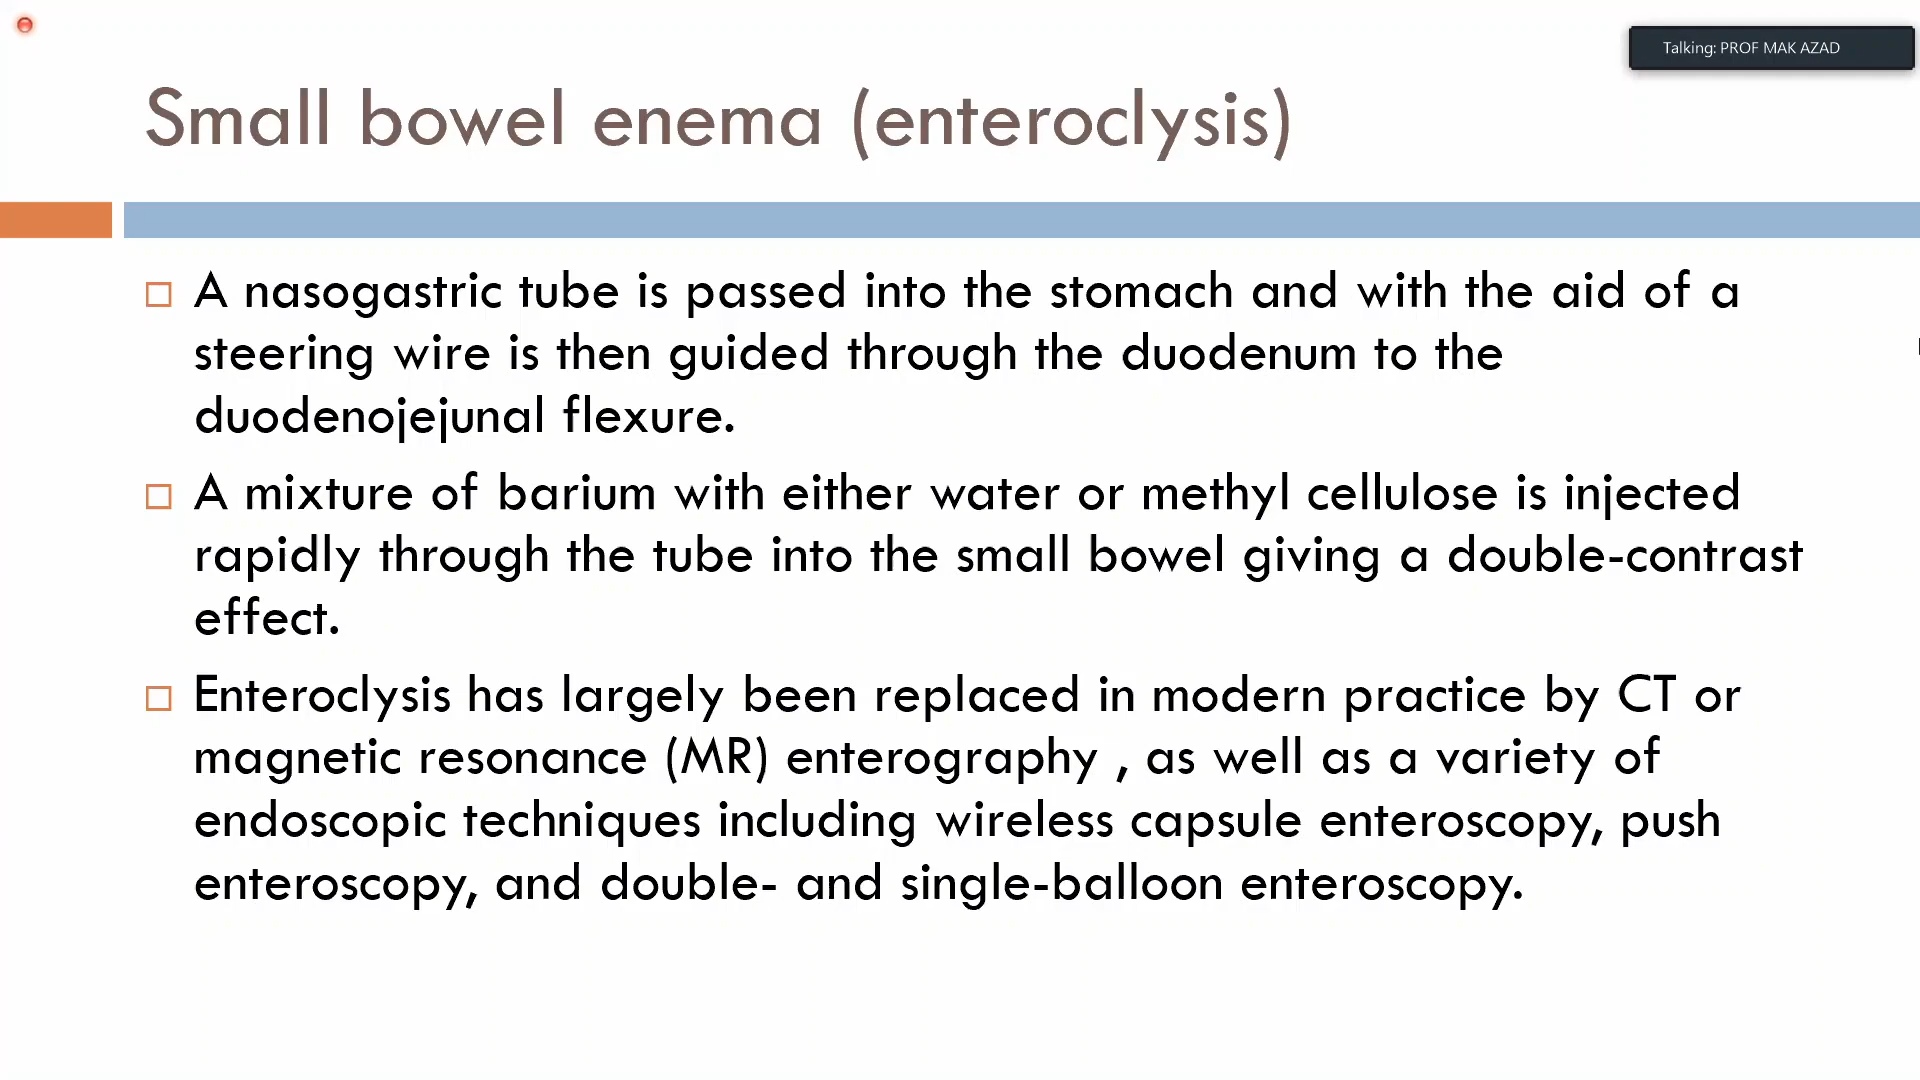 Talking: PROF MAK AZAD
Small bowel enema (enteroclysis)
A nasogastric tube is passed into the stomach and with the aid of a
steering wire is then guided through the duodenum to the
duodenojejunal flexure.
A mixture of barium with either water or methyl cellulose is injected
rapidly through the tube into the small bowel giving a double-contrast
effect.
Enteroclysis has largely been replaced in modern practice by CT or
magnetic resonance (MR) enterography , as well as a variety of
endoscopic techniques including wireless capsule enteroscopy, push
enteroscopy, and double- and single-balloon enteroscopy.